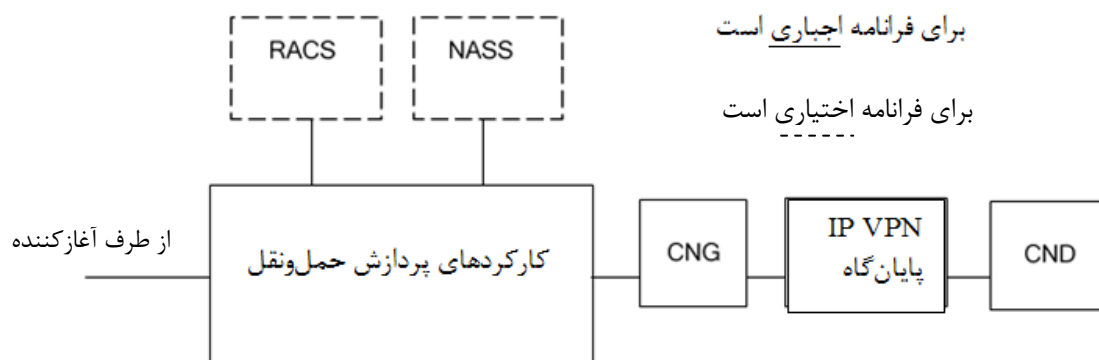 برای فرانامه اجباری است
برای فرانامه اختیاری است
RACS
NASS
از طرف آغازکننده
کارکردهای پردازش حمل‌ونقل
CNG
IP VPN
پایان‌گاه
CND